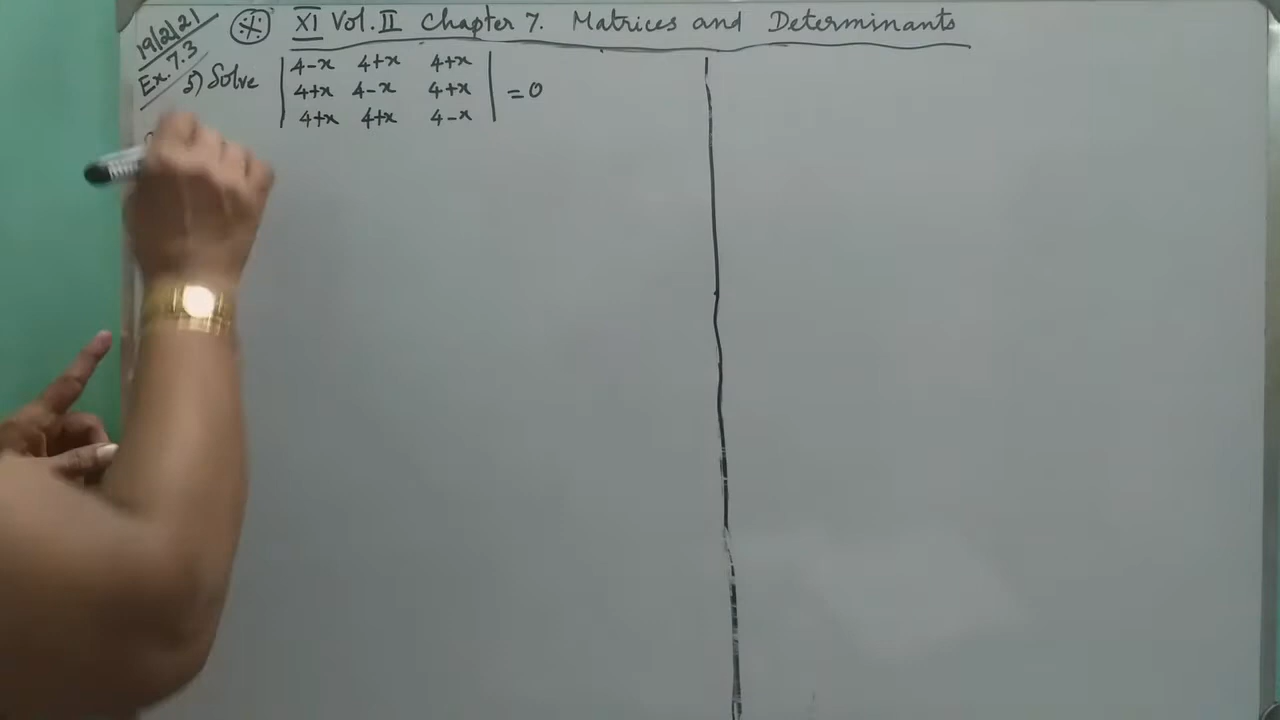 19/2/21
Ex. 7.3
* XI Vol. II Chapter 7. Matrices and Determinants
5) Solve | 4-x 4+x 4+x |
| 4+x 4-x 4+x | = 0
| 4+x 4+x 4-x |